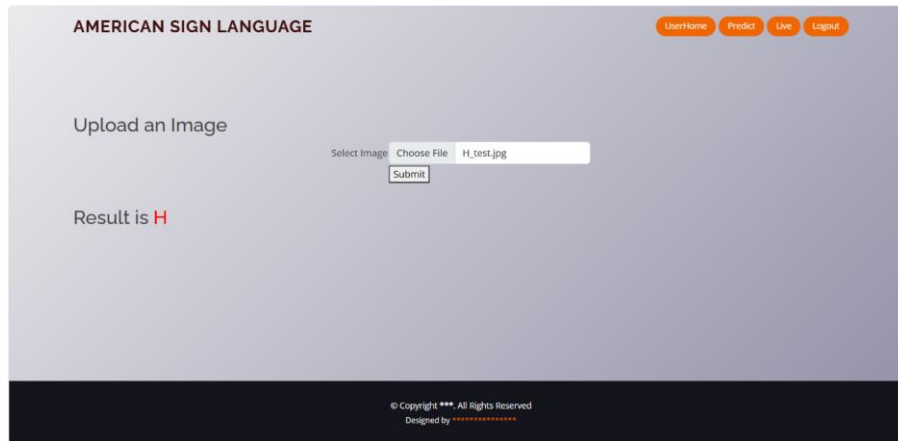 AMERICAN SIGN LANGUAGE UserHome Predict Live Logout
Upload an Image
Select Image Choose File H_test.jpg
Submit
Result is H
© Copyright ***. All Rights Reserved
Designed by ***************